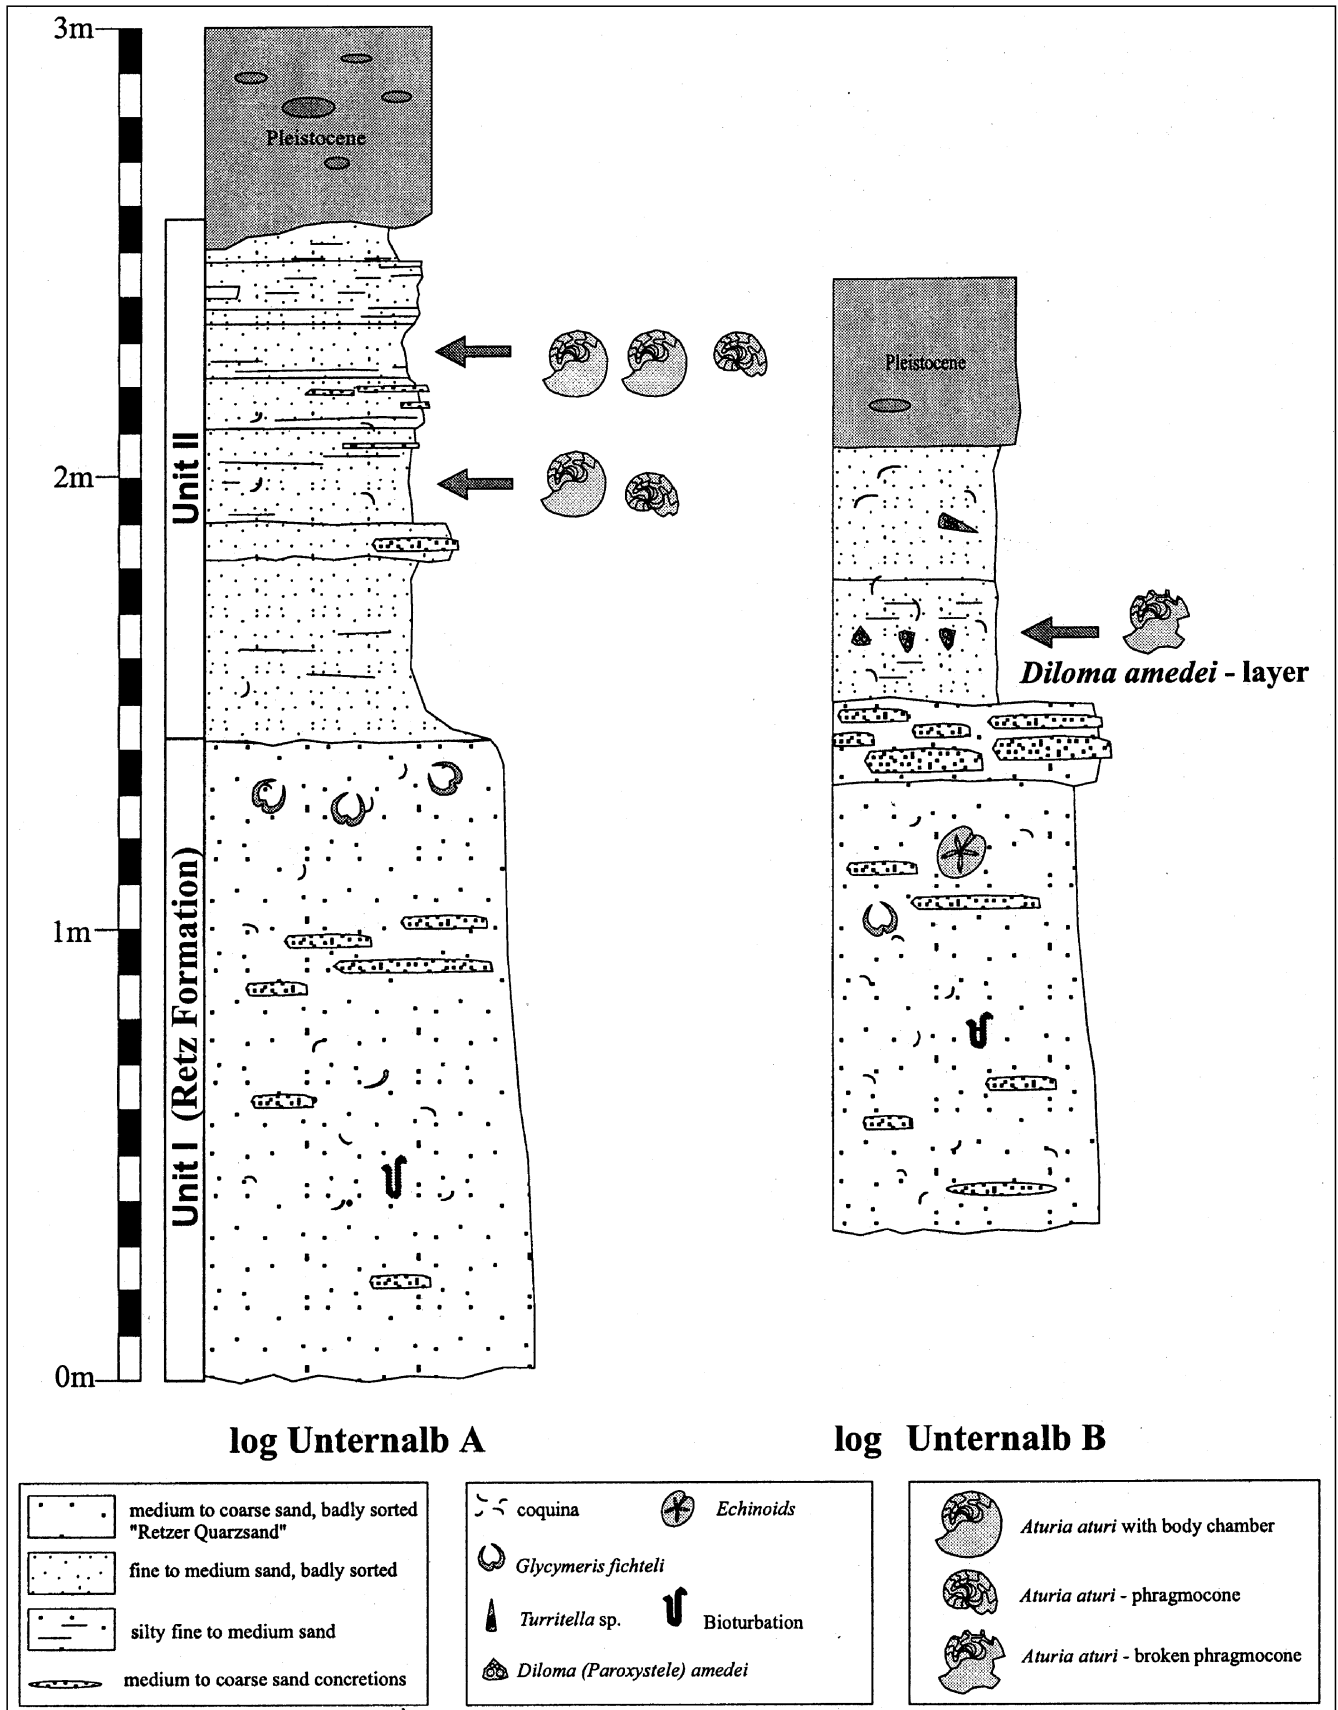 3m
Pleistocene
Pleistocene
Unit II
2m
Diloma amedei - layer
1m
Unit I (Retz Formation)
0m
log Unternalb A
log Unternalb B
medium to coarse sand, badly sorted
"Retzer Quarzsand"
fine to medium sand, badly sorted
silty fine to medium sand
medium to coarse sand concretions
coquina
Echinoids
Glycymeris fichteli
Turritella sp.
Bioturbation
Diloma (Paroxystele) amedei
Aturia aturi with body chamber
Aturia aturi - phragmocone
Aturia aturi - broken phragmocone